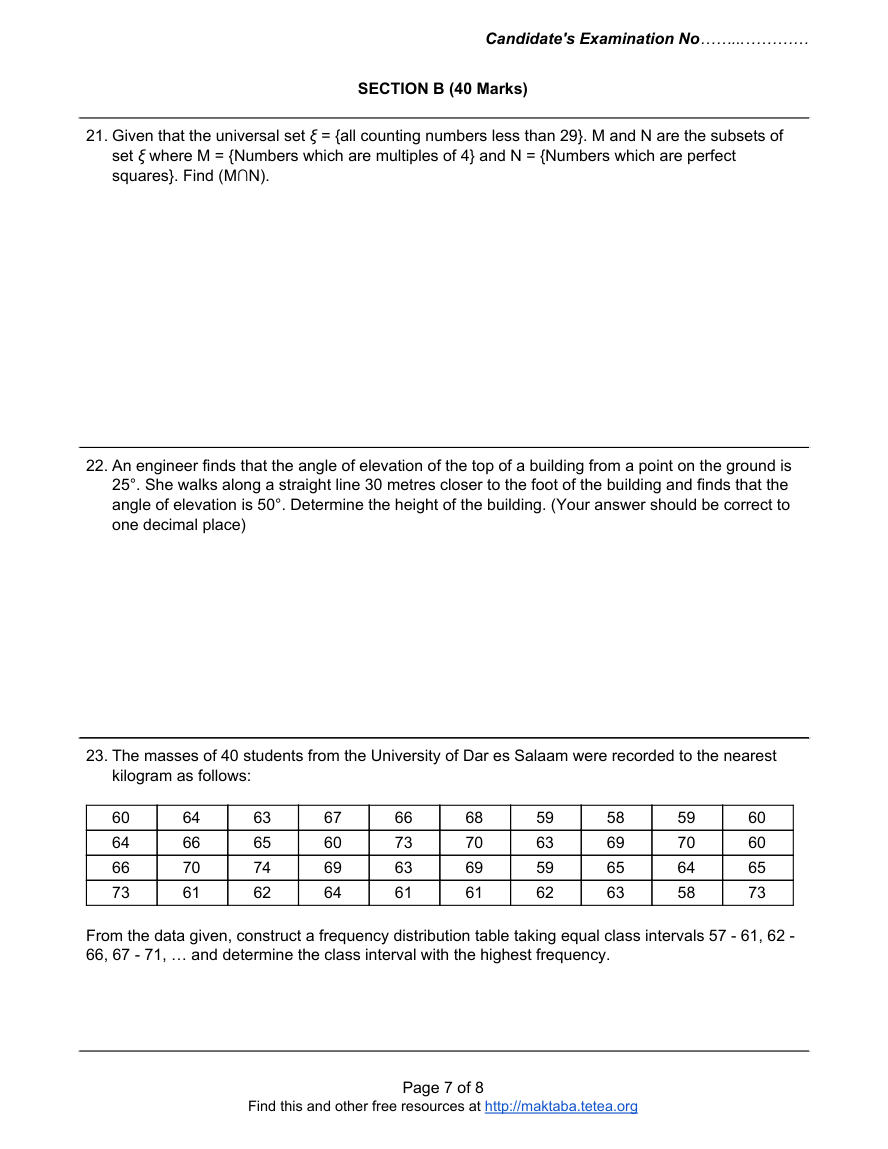 Candidate's Examination No……...…………
SECTION B (40 Marks)
21. Given that the universal set ξ = {all counting numbers less than 29}. M and N are the subsets of
set ξ where M = {Numbers which are multiples of 4} and N = {Numbers which are perfect
squares}. Find (M∩N).
22. An engineer finds that the angle of elevation of the top of a building from a point on the ground is
25°. She walks along a straight line 30 metres closer to the foot of the building and finds that the
angle of elevation is 50°. Determine the height of the building. (Your answer should be correct to
one decimal place)
23. The masses of 40 students from the University of Dar es Salaam were recorded to the nearest
kilogram as follows:
60 64 63 67 66 68 59 58 59 60
64 66 65 60 73 70 63 69 70 60
66 70 74 69 63 69 59 65 64 65
73 61 62 64 61 61 62 63 58 73
From the data given, construct a frequency distribution table taking equal class intervals 57 - 61, 62 -
66, 67 - 71, … and determine the class interval with the highest frequency.
Page 7 of 8
Find this and other free resources at http://maktaba.tetea.org